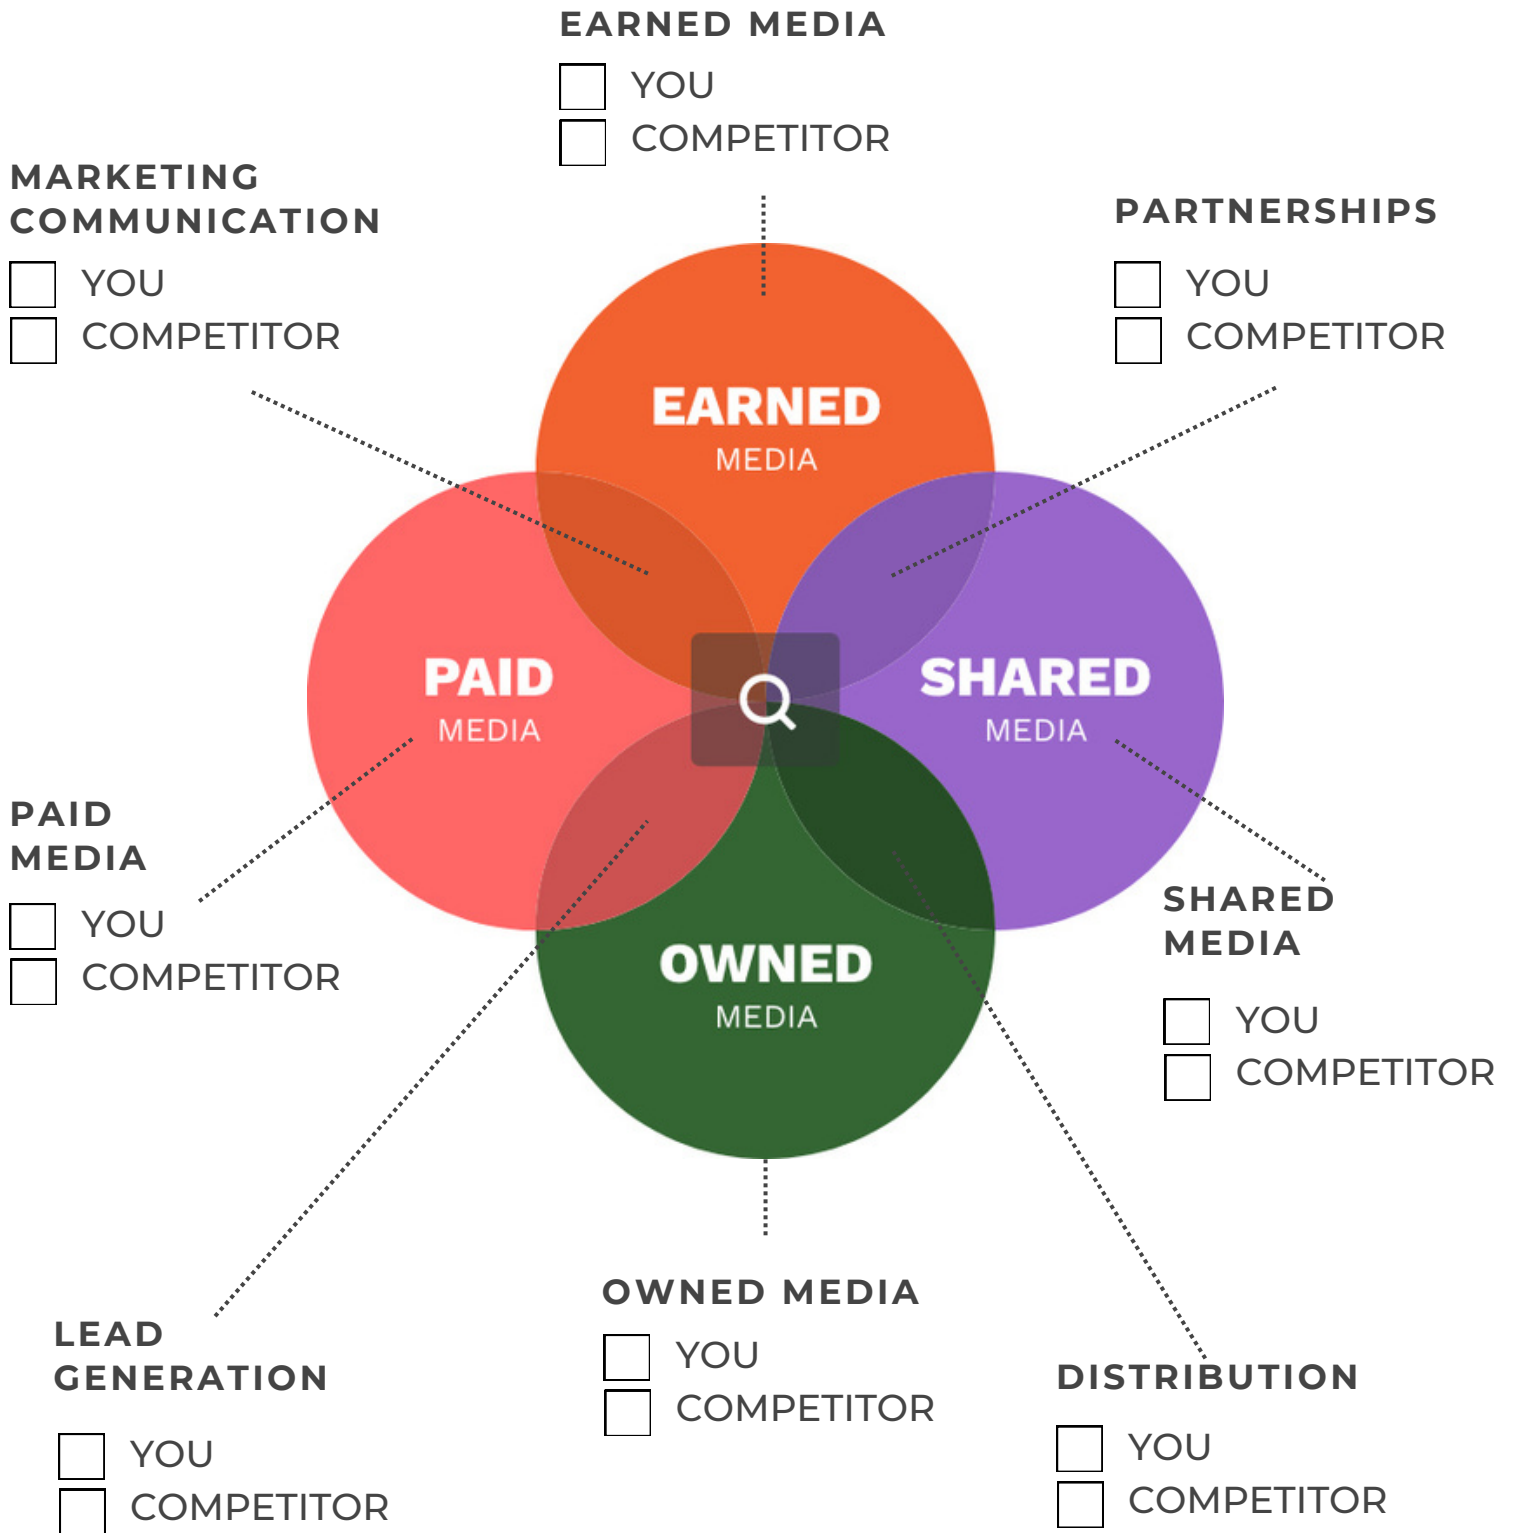 EARNED MEDIA
YOU
COMPETITOR
MARKETING
COMMUNICATION
YOU
COMPETITOR
PARTNERSHIPS
YOU
COMPETITOR
EARNED
MEDIA
PAID
MEDIA
SHARED
MEDIA
OWNED
MEDIA
PAID
MEDIA
YOU
COMPETITOR
SHARED
MEDIA
YOU
COMPETITOR
LEAD
GENERATION
YOU
COMPETITOR
OWNED MEDIA
YOU
COMPETITOR
DISTRIBUTION
YOU
COMPETITOR